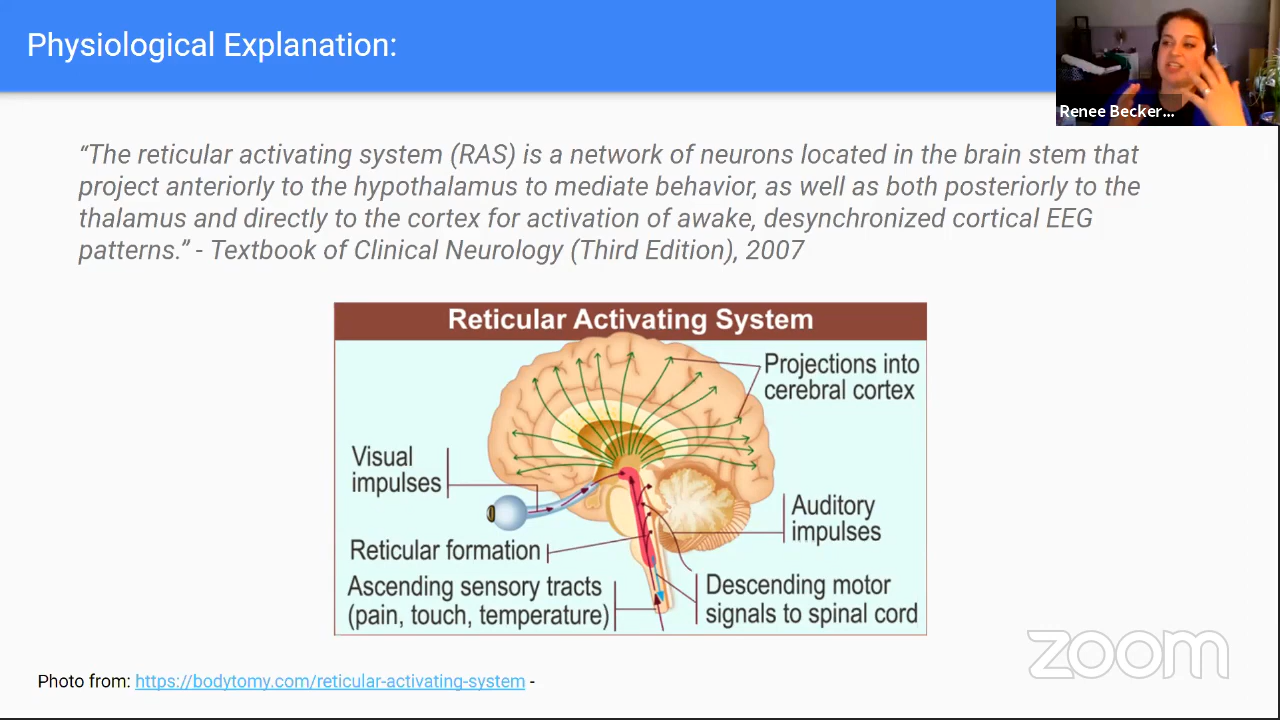 Physiological Explanation:
Renee Becker...
“The reticular activating system (RAS) is a network of neurons located in the brain stem that
project anteriorly to the hypothalamus to mediate behavior, as well as both posteriorly to the
thalamus and directly to the cortex for activation of awake, desynchronized cortical EEG
patterns.” - Textbook of Clinical Neurology (Third Edition), 2007
Reticular Activating System
Projections into
cerebral cortex
Visual
impulses
Auditory
impulses
Reticular formation
Ascending sensory tracts
(pain, touch, temperature)
Descending motor
signals to spinal cord
zoom
Photo from: https://bodytomy.com/reticular-activating-system -